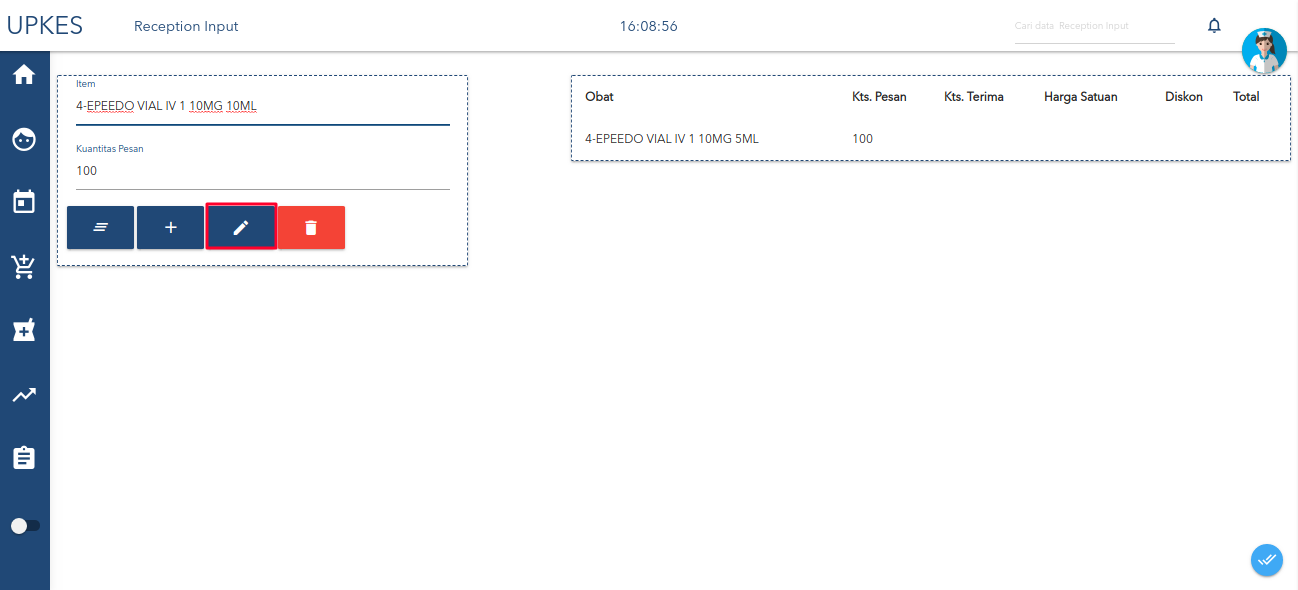 UPKES
Reception Input
16:08:56
Cari data Reception Input
Item
4-EPEEDO VIAL IV 1 10MG 10ML
Kuantitas Pesan
100
Obat Kts. Pesan Kts. Terima Harga Satuan Diskon Total
4-EPEEDO VIAL IV 1 10MG 5ML 100